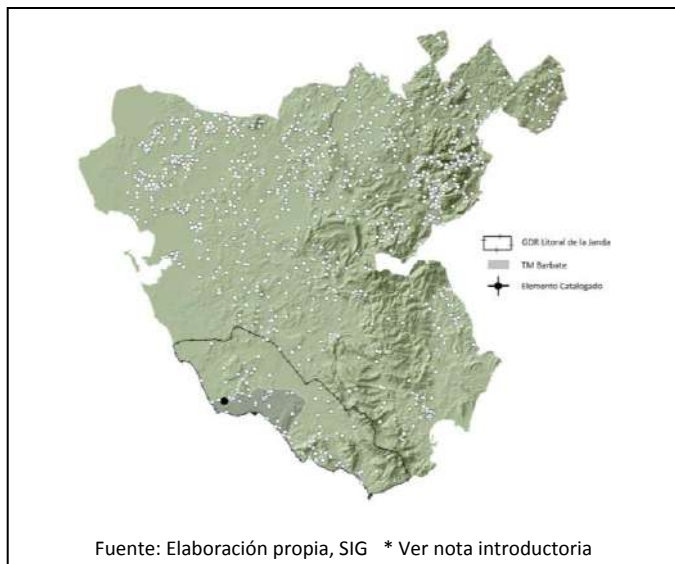 GDR Litoral de la Janda
TM Barbate
Elemento Catalogado
Fuente: Elaboración propia, SIG * Ver nota introductoria